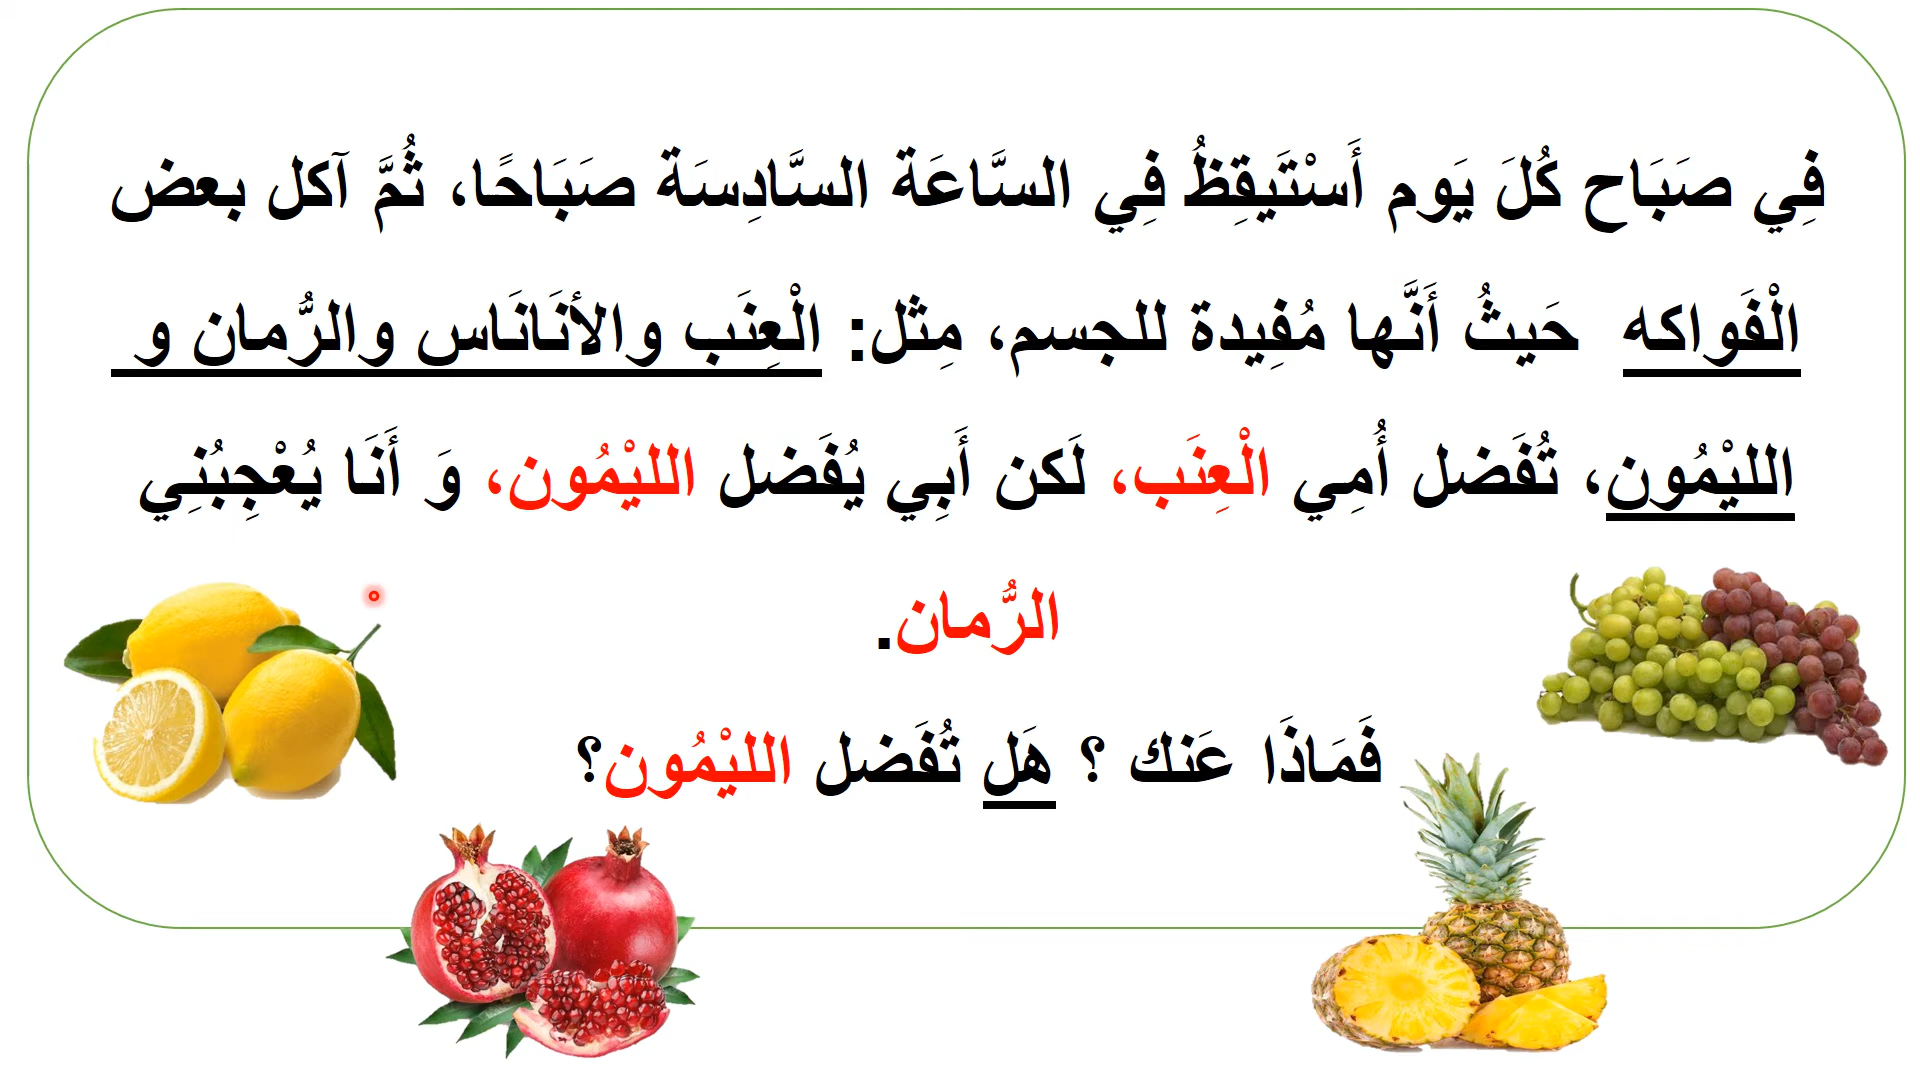 فِي صَبَاح كُلَ يَوم أَسْتَيقِظُ فِي السَّاعَة السَّادِسَة صَبَاحًا، ثُمَّ آكل بعض
الْفَواكه حَيثُ أَنَّها مُفِيدة للجسم، مِثل: الْعِنَب والأنَانَاس والرُّمان و
الليْمُون، تُفَضل أُمِي الْعِنَب، لَكن أَبِي يُفَضل الليْمُون، وَ أَنَا يُعْجِبُنِي
الرُّمان.
فَمَاذَا عَنك ؟ هَل تُفَضل الليْمُون؟